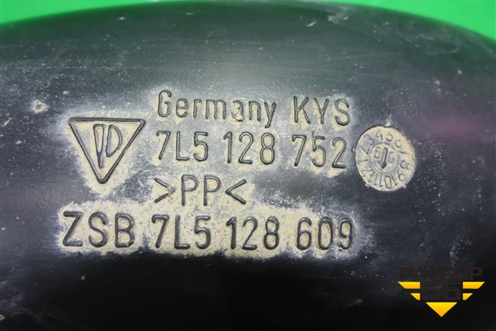 Germany KYS
7L5 128 752
>PP<
ZSB 7L5 128 609